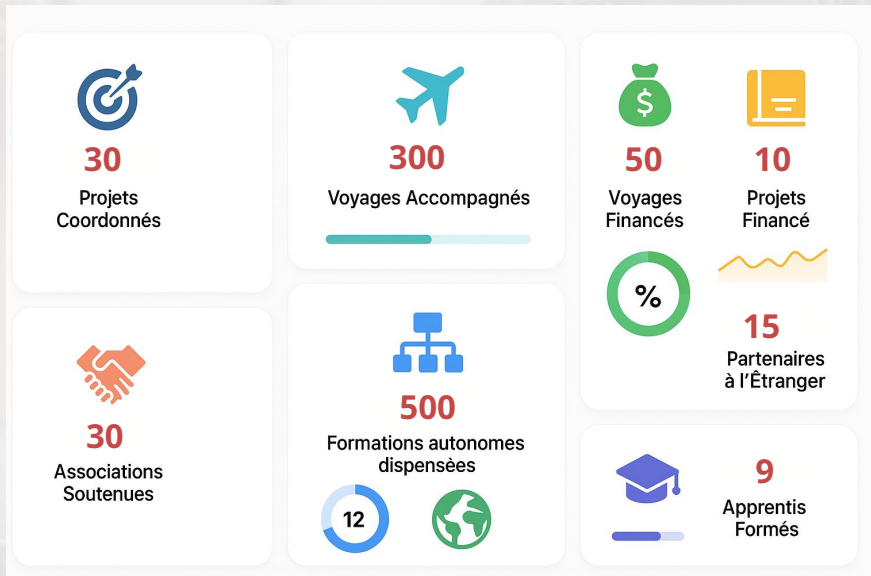 30
Projets
Coordonnés
300
Voyages Accompagnés
$
50
Voyages
Financés
10
Projets
Financé
%
15
Partenaires
à l'Étranger
30
Associations
Soutenues
500
Formations autonomes
dispensèes
12
9
Apprentis
Formés